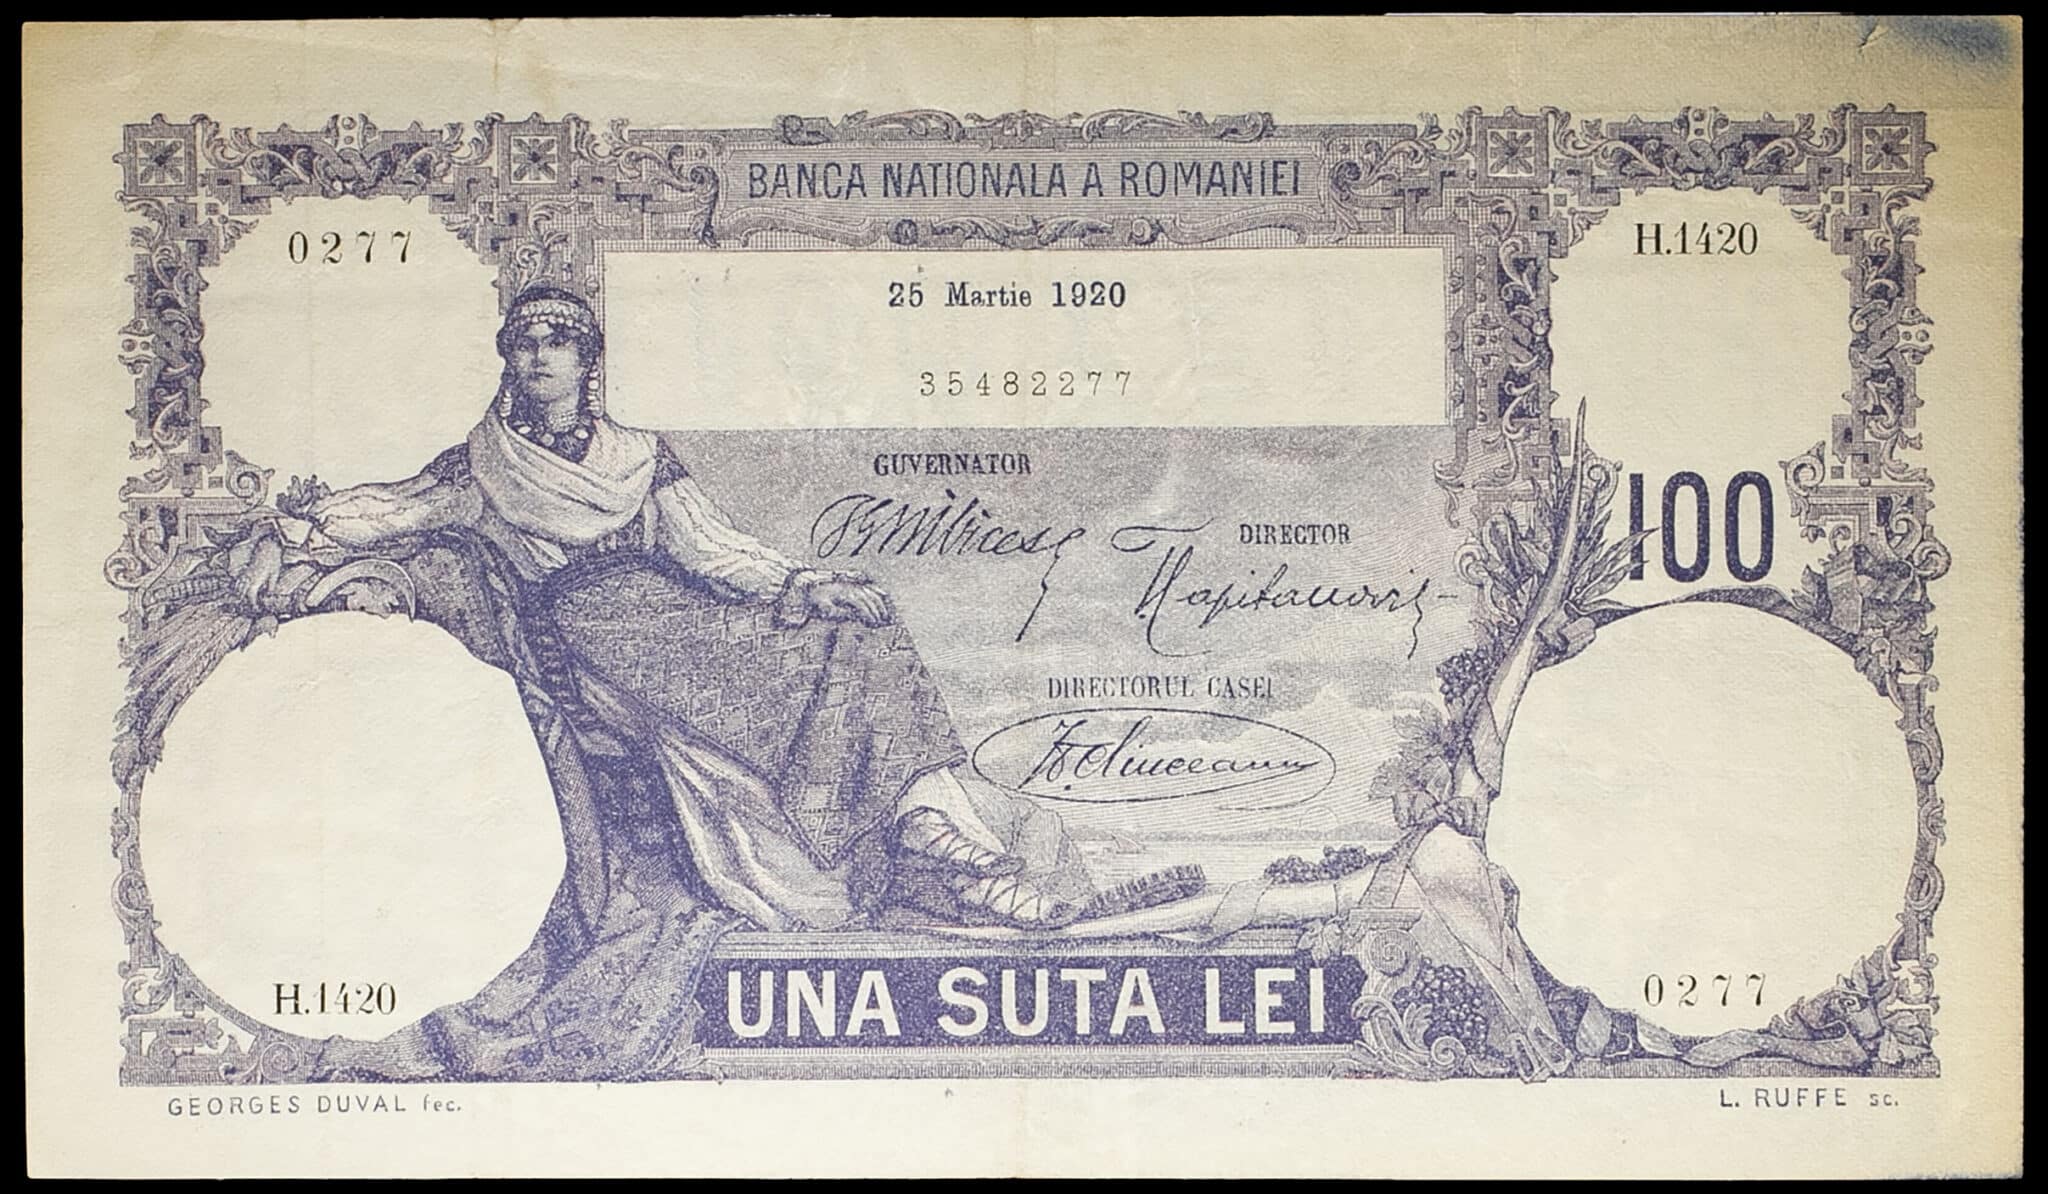 BANCA NATIONALA A ROMANIEI
0277
H.1420
25 Martie 1920
35482277
GUVERNATOR
DIRECTOR
100
DIRECTORUL CASEI
H.1420
UNA SUTA LEI
0277
GEORGES DUVAL fec.
L. RUFFE sc.